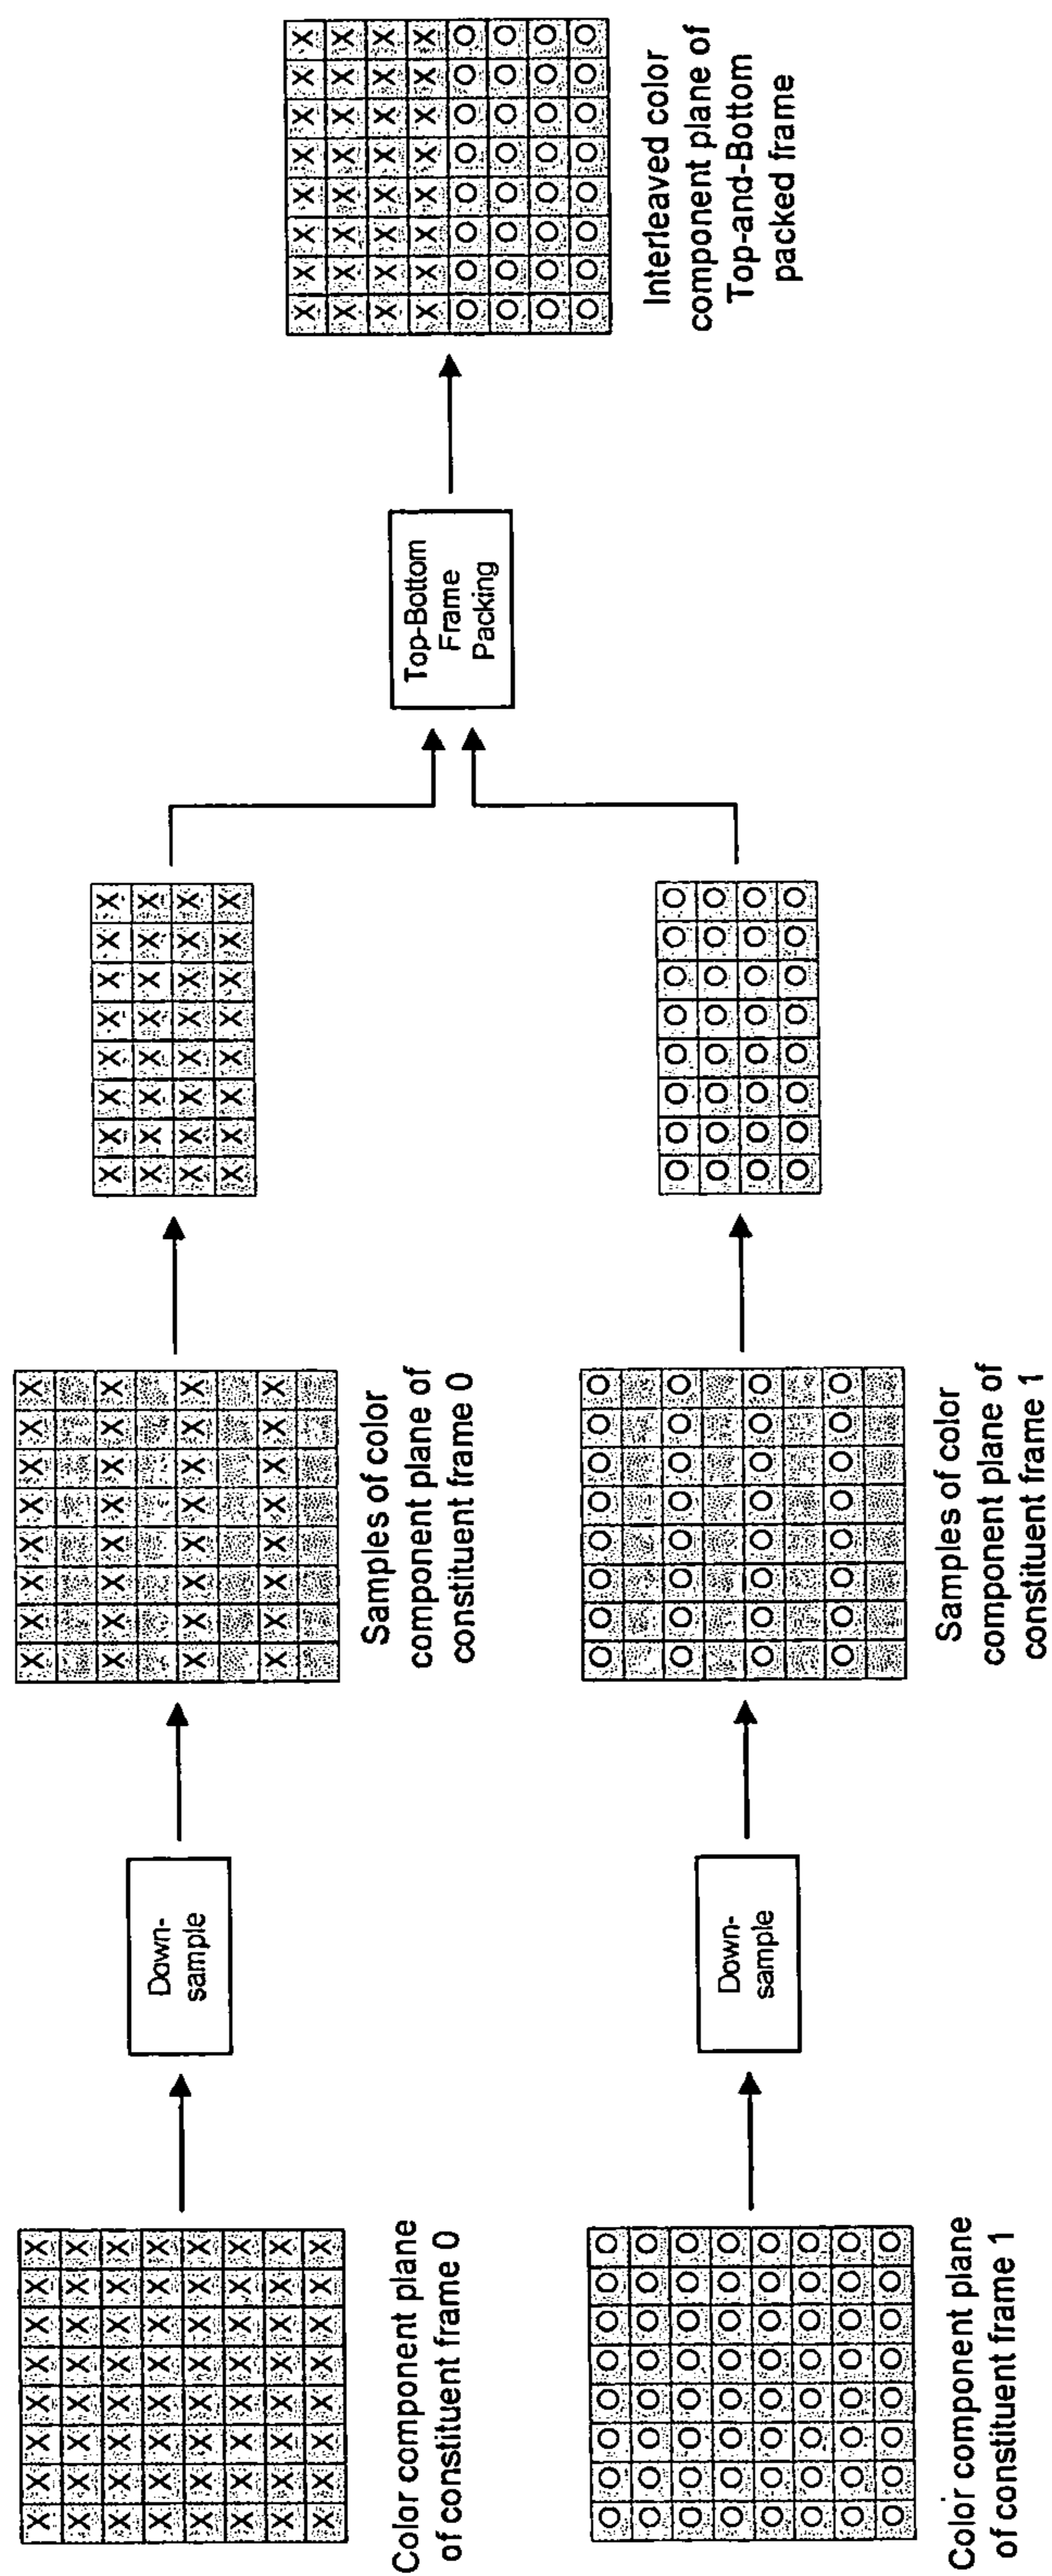 Color component plane
of constituent frame 0
Down-
sample
Samples of color
component plane of
constituent frame 0
Color component plane
of constituent frame 1
Down-
sample
Samples of color
component plane of
constituent frame 1
Top-Bottom
Frame
Packing
Interleaved color
component plane of
Top-and-Bottom
packed frame